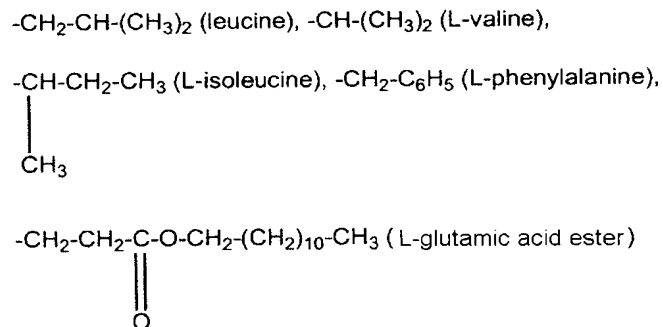 -CH₂-CH-(CH₃)₂ (leucine), -CH-(CH₃)₂ (L-valine),
-CH-CH₂-CH₃ (L-isoleucine), -CH₂-C₆H₅ (L-phenylalanine),
CH₃
-CH₂-CH₂-C-O-CH₂-(CH₂)₁₀-CH₃ ( L-glutamic acid ester)
O